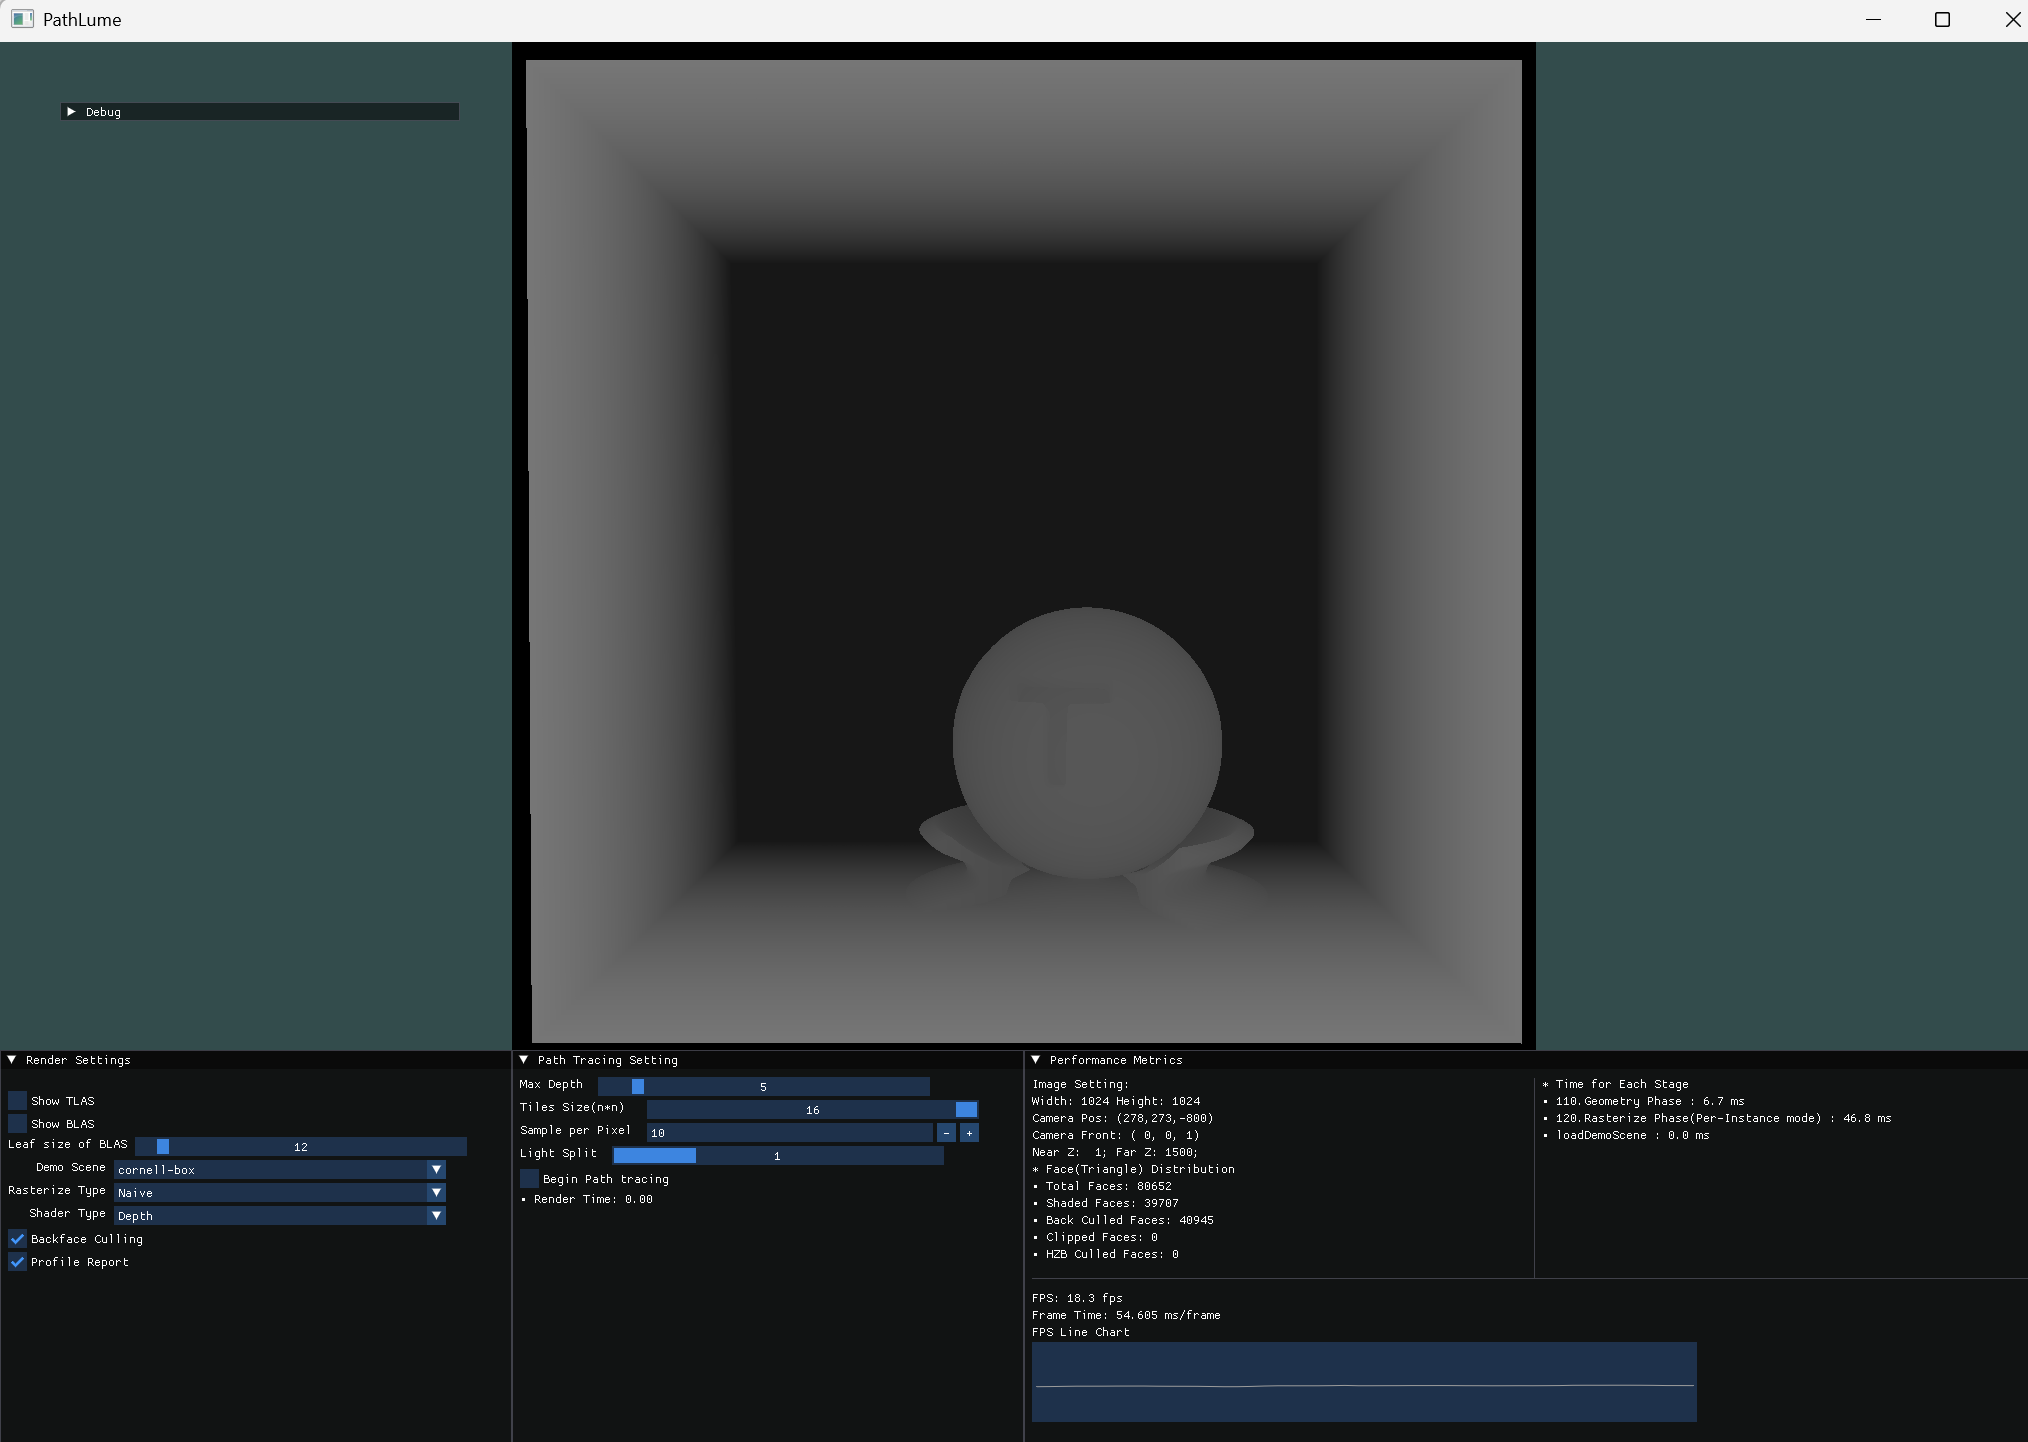 PathLume
Debug
T
Render Settings
Show TLAS
Show BLAS
Leaf size of BLAS 12
Demo Scene cornell-box
Rasterize Type Naive
Shader Type Depth
Backface Culling
Profile Report
Path Tracing Setting
Max Depth 5
Tiles Size(n*n) 16
Sample per Pixel 10 - +
Light Split 1
Begin Path tracing
• Render Time: 0.00
Performance Metrics
Image Setting:
Width: 1024 Height: 1024
Camera Pos: (278,273,-800)
Camera Front: ( 0, 0, 1)
Near Z:  1; Far Z: 1500;
* Face(Triangle) Distribution
• Total Faces: 80652
• Shaded Faces: 39707
• Back Culled Faces: 40945
• Clipped Faces: 0
• HZB Culled Faces: 0
* Time for Each Stage
• 110.Geometry Phase : 6.7 ms
• 120.Rasterize Phase(Per-Instance mode) : 46.8 ms
• loadDemoScene : 0.0 ms
FPS: 18.3 fps
Frame Time: 54.605 ms/frame
FPS Line Chart